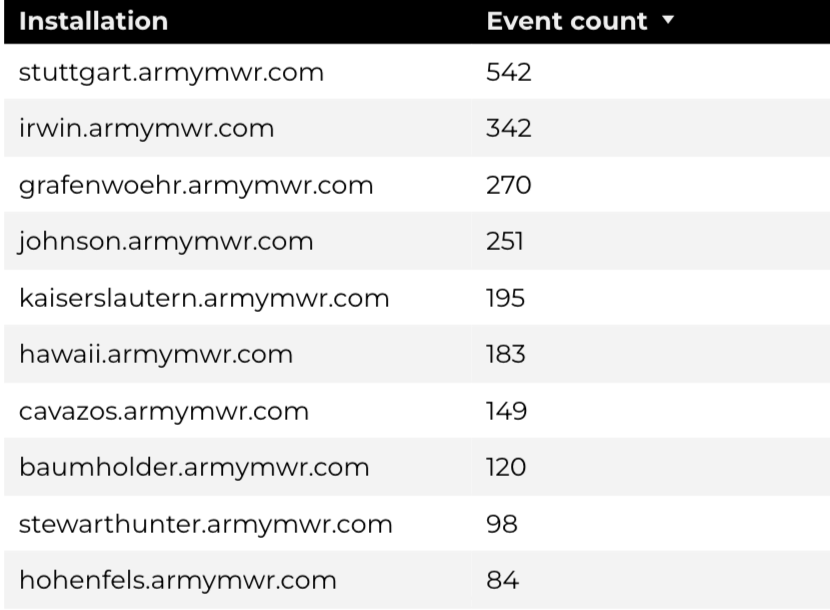 Installation Event count ▼
stuttgart.armymwr.com 542
irwin.armymwr.com 342
grafenwoehr.armymwr.com 270
johnson.armymwr.com 251
kaiserslautern.armymwr.com 195
hawaii.armymwr.com 183
cavazos.armymwr.com 149
baumholder.armymwr.com 120
stewarthunter.armymwr.com 98
hohenfels.armymwr.com 84